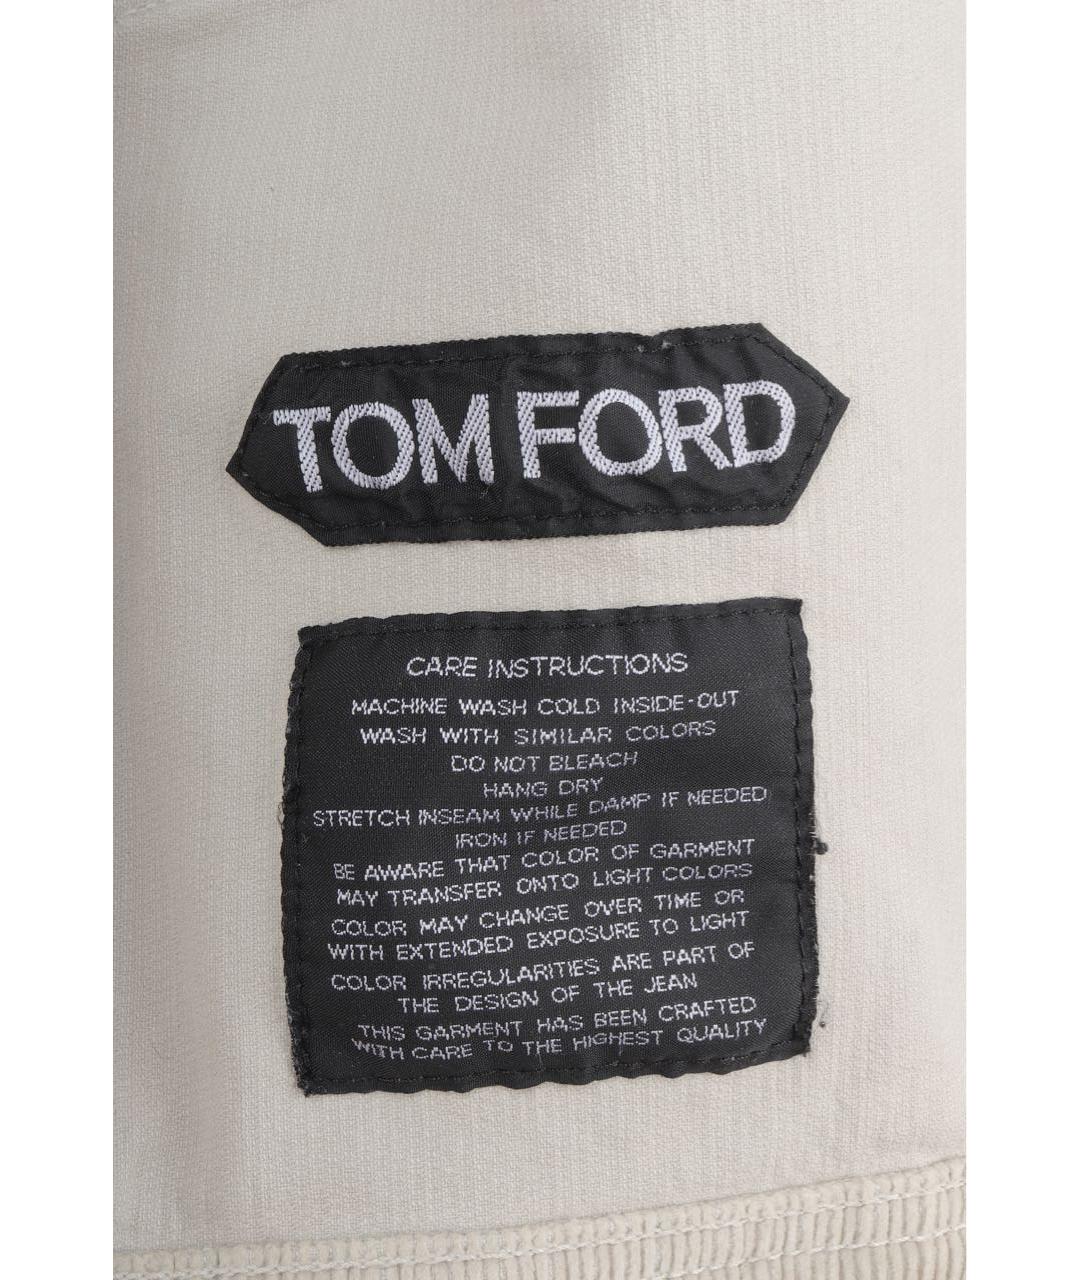 TOM FORD
CARE INSTRUCTIONS
MACHINE WASH COLD INSIDE-OUT
WASH WITH SIMILAR COLORS
DO NOT BLEACH
HANG DRY
STRETCH INSEAM WHILE DAMP IF NEEDED
IRON IF NEEDED
BE AWARE THAT COLOR OF GARMENT
MAY TRANSFER ONTO LIGHT COLORS
COLOR MAY CHANGE OVER TIME OR
WITH EXTENDED EXPOSURE TO LIGHT
COLOR IRREGULARITIES ARE PART OF
THE DESIGN OF THE JEAN
THIS GARMENT HAS BEEN CRAFTED
WITH CARE TO THE HIGHEST QUALITY